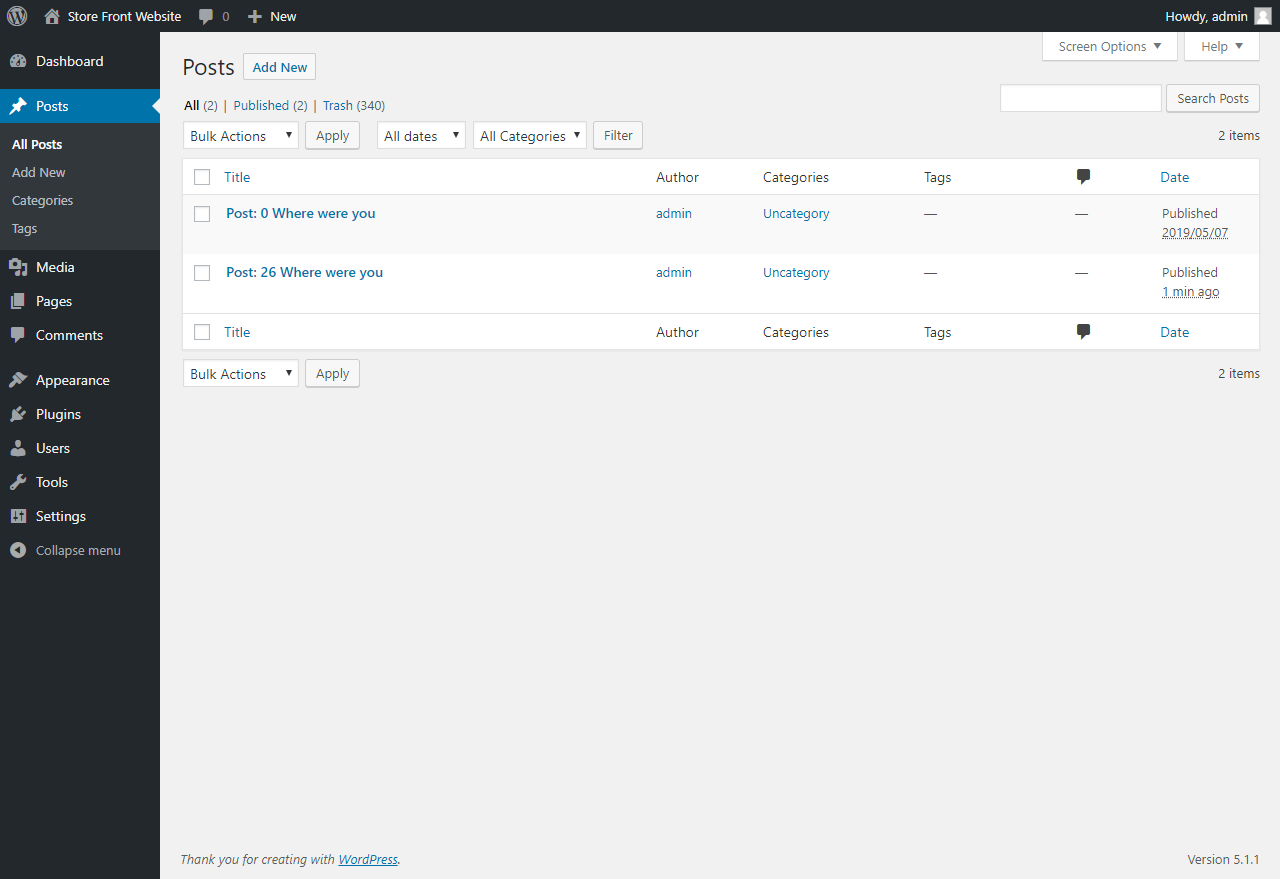 Store Front Website 0 New Howdy, admin
Screen Options Help
Dashboard
Posts
All Posts
Add New
Categories
Tags
Media
Pages
Comments
Appearance
Plugins
Users
Tools
Settings
Collapse menu
Posts Add New
All (2) | Published (2) | Trash (340)
Search Posts
Bulk Actions Apply All dates All Categories Filter 2 items
Title Author Categories Tags Date
Post: 0 Where were you admin Uncategory — — Published
2019/05/07
Post: 26 Where were you admin Uncategory — — Published
1 min ago
Title Author Categories Tags Date
Bulk Actions Apply 2 items
Thank you for creating with WordPress. Version 5.1.1